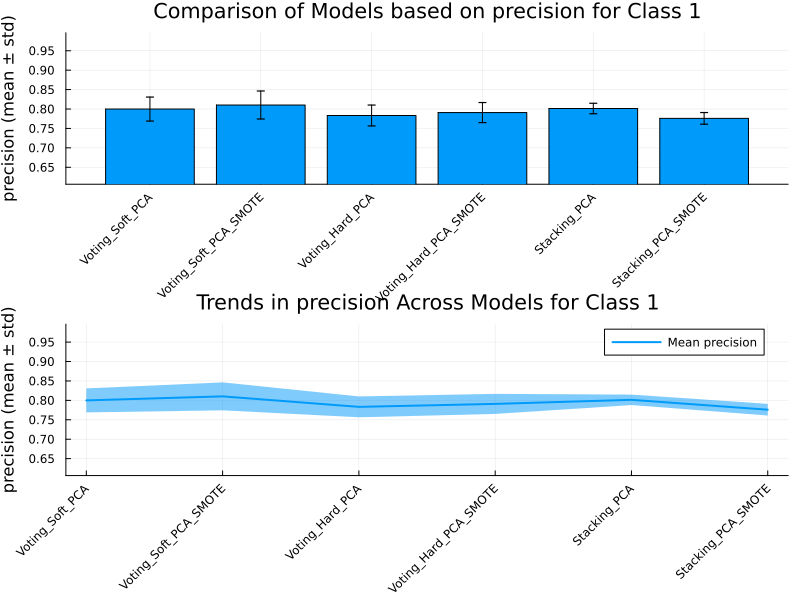 Comparison of Models based on precision for Class 1
precision (mean ± std)
0.95
0.90
0.85
0.80
0.75
0.70
0.65
Voting_Soft_PCA
Voting_Soft_PCA_SMOTE
Voting_Hard_PCA
Voting_Hard_PCA_SMOTE
Stacking_PCA
Stacking_PCA_SMOTE
Trends in precision Across Models for Class 1
precision (mean ± std)
Mean precision
0.95
0.90
0.85
0.80
0.75
0.70
0.65
Voting_Soft_PCA
Voting_Soft_PCA_SMOTE
Voting_Hard_PCA
Voting_Hard_PCA_SMOTE
Stacking_PCA
Stacking_PCA_SMOTE